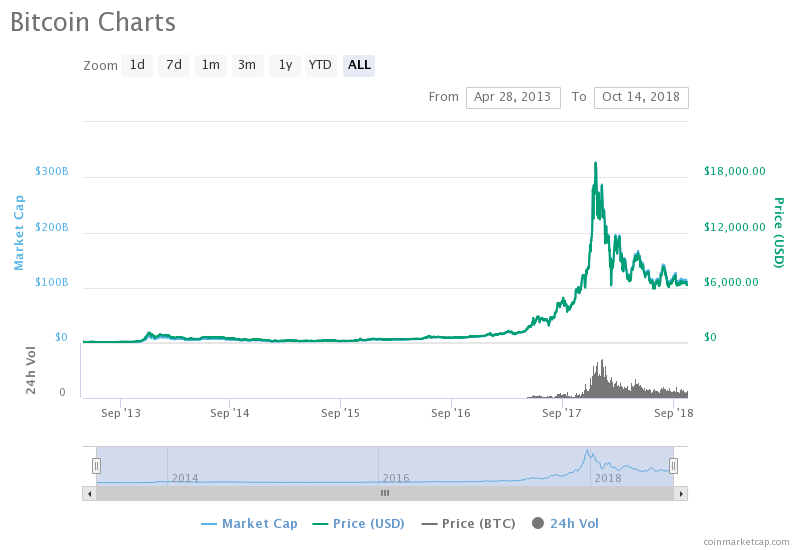 Bitcoin Charts
Zoom 1d 7d 1m 3m 1y YTD ALL
From Apr 28, 2013 To Oct 14, 2018
$300B
$200B
$100B
$0
Market Cap
$18,000.00
$12,000.00
$6,000.00
$0
Price (USD)
24h Vol
0
Sep '13 Sep '14 Sep '15 Sep '16 Sep '17 Sep '18
2014 2016 2018
Market Cap Price (USD) Price (BTC) 24h Vol
coinmarketcap.com